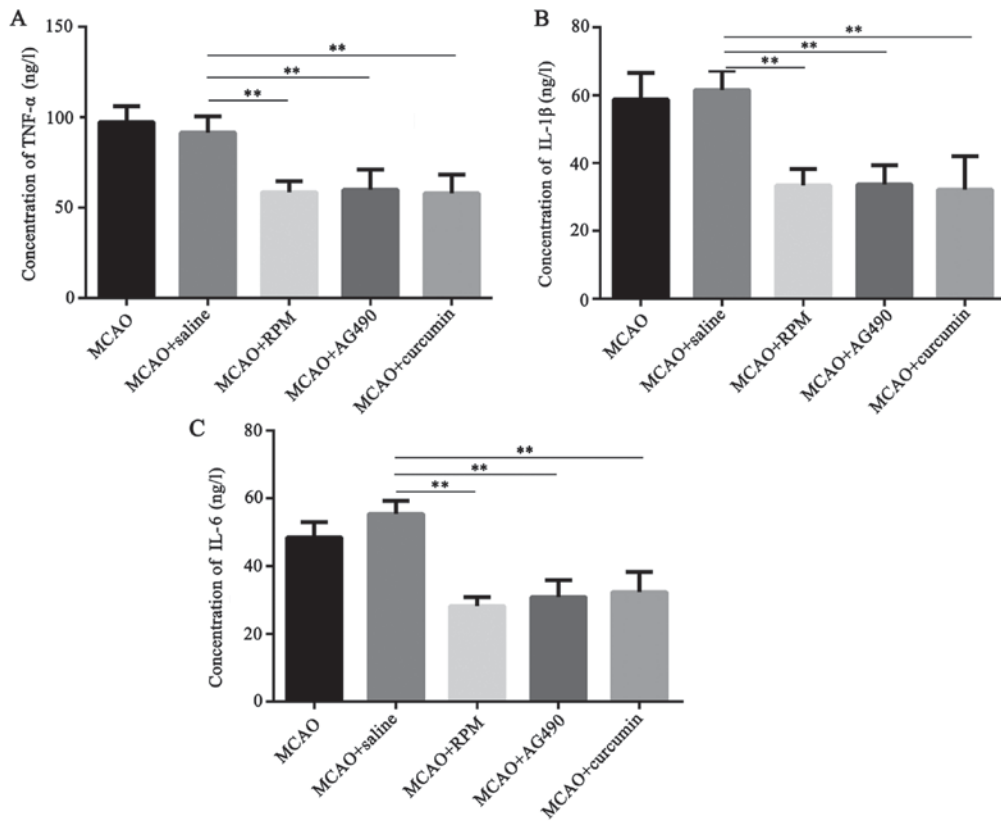 A
Concentration of TNF-α (ng/l)
150
100
50
0
**
**
**
MCAO
MCAO+saline
MCAO+RPM
MCAO+AG490
MCAO+curcumin
B
Concentration of IL-1β (ng/l)
80
60
40
20
0
**
**
**
MCAO
MCAO+saline
MCAO+RPM
MCAO+AG490
MCAO+curcumin
C
Concentration of IL-6 (ng/l)
80
60
40
20
0
**
**
**
MCAO
MCAO+saline
MCAO+RPM
MCAO+AG490
MCAO+curcumin